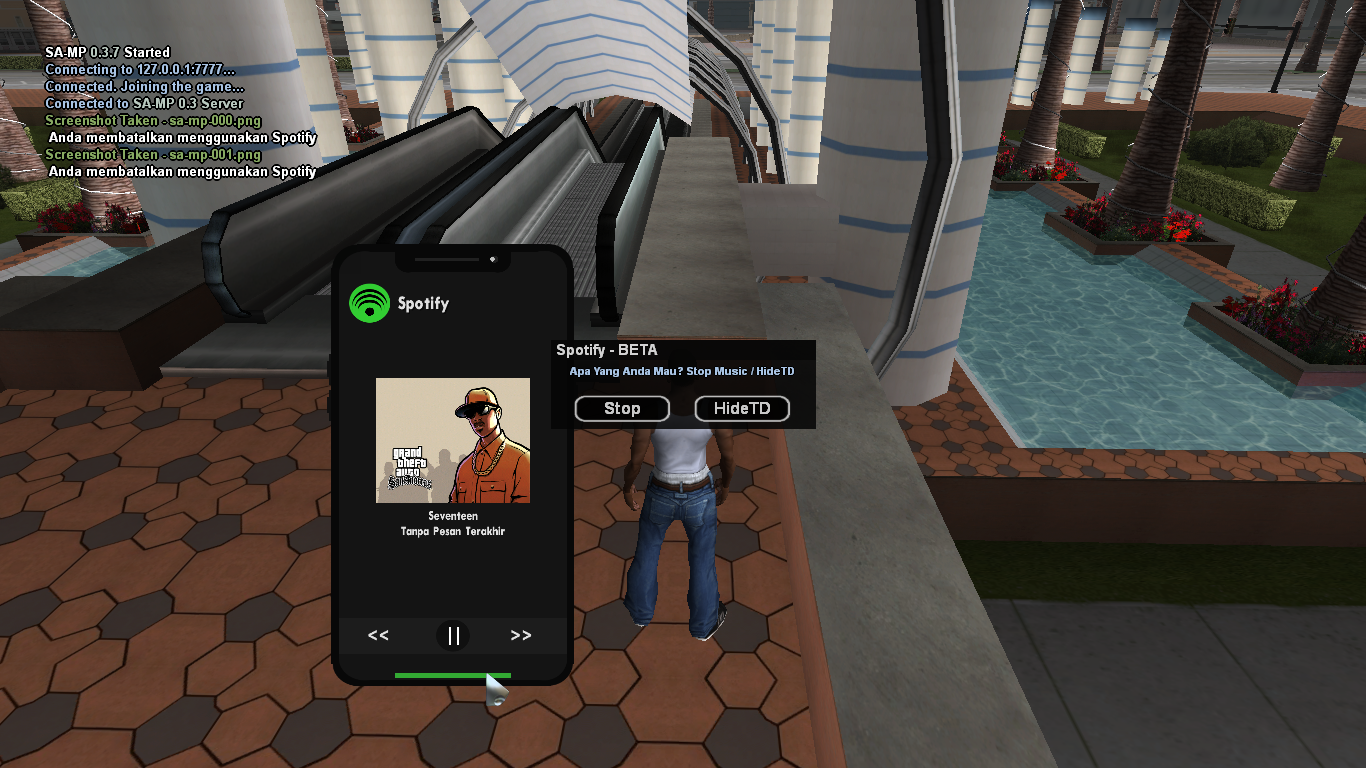 SA-MP 0.3.7 Started
Connecting to 127.0.0.1:7777...
Connected. Joining the game...
Connected to SA-MP 0.3 Server
Screenshot Taken - sa-mp-000.png
Anda membatalkan menggunakan Spotify
Screenshot Taken - sa-mp-001.png
Anda membatalkan menggunakan Spotify
Spotify
Spotify - BETA
Apa Yang Anda Mau? Stop Music / HideTD
Stop HideTD
grand
theft
auto
San Andreas
Seventeen
Tanpa Pesan Terakhir
<< || >>